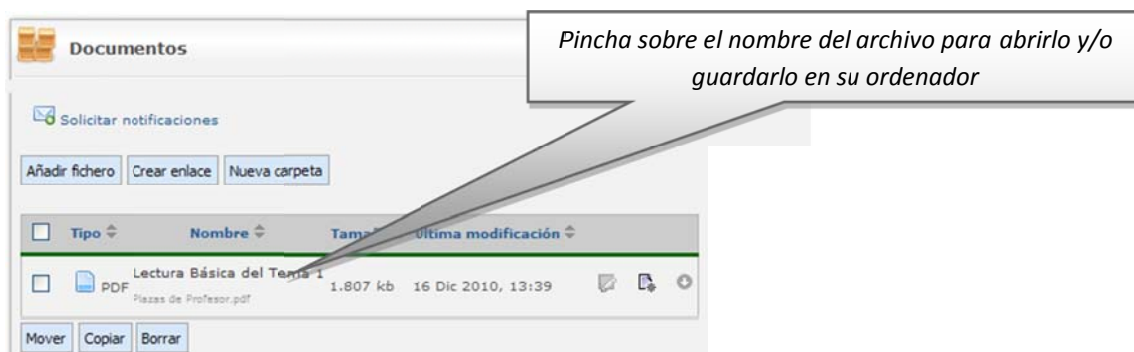 Documentos
Pincha sobre el nombre del archivo para abrirlo y/o
guardarlo en su ordenador
Solicitar notificaciones
Añadir fichero Crear enlace Nueva carpeta
Tipo Nombre Última modificación
Lectura Básica del Tema 1
PDF 1.807 kb 16 Dic 2010, 13:39
Plazas de Profesor.pdf
Mover Copiar Borrar